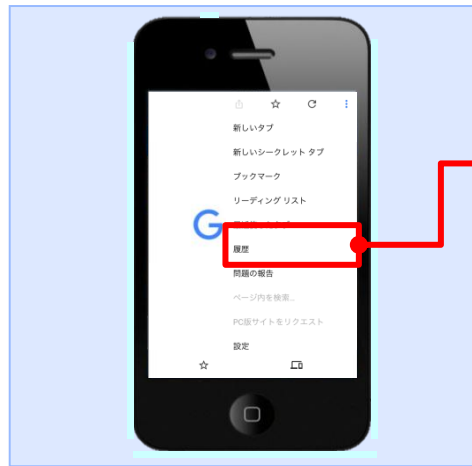 G
新しいタブ
新しいシークレット タブ
ブックマーク
リーディング リスト
履歴
問題の報告
ページ内を検索...
PC版サイトをリクエスト
設定